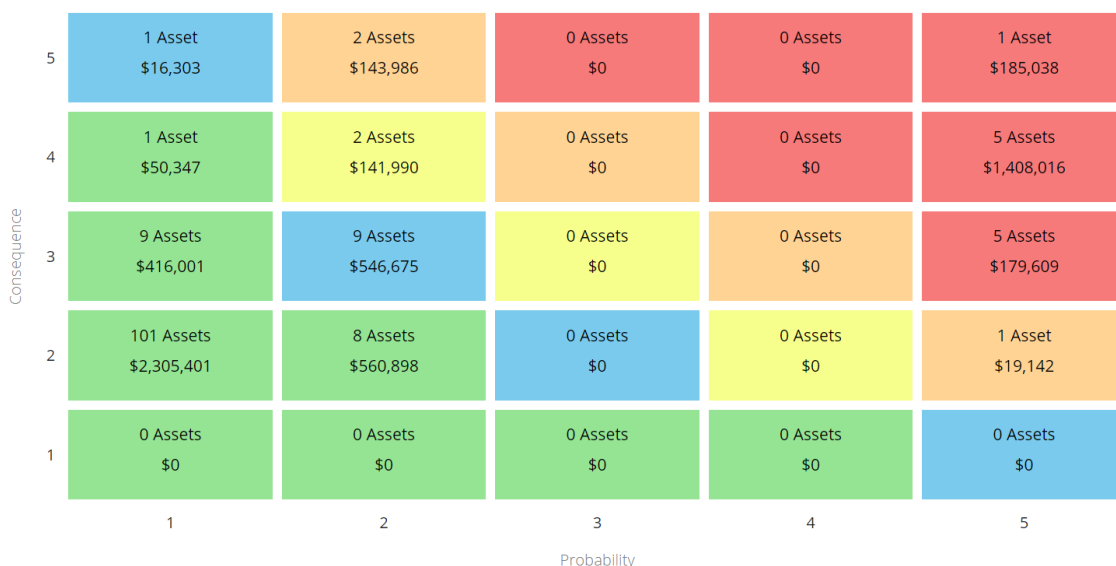 5
1 Asset
$16,303
2 Assets
$143,986
0 Assets
$0
0 Assets
$0
1 Asset
$185,038
4
1 Asset
$50,347
2 Assets
$141,990
0 Assets
$0
0 Assets
$0
5 Assets
$1,408,016
Consequence
3
9 Assets
$416,001
9 Assets
$546,675
0 Assets
$0
0 Assets
$0
5 Assets
$179,609
2
101 Assets
$2,305,401
8 Assets
$560,898
0 Assets
$0
0 Assets
$0
1 Asset
$19,142
1
0 Assets
$0
0 Assets
$0
0 Assets
$0
0 Assets
$0
0 Assets
$0
1
2
3
4
5
Probability